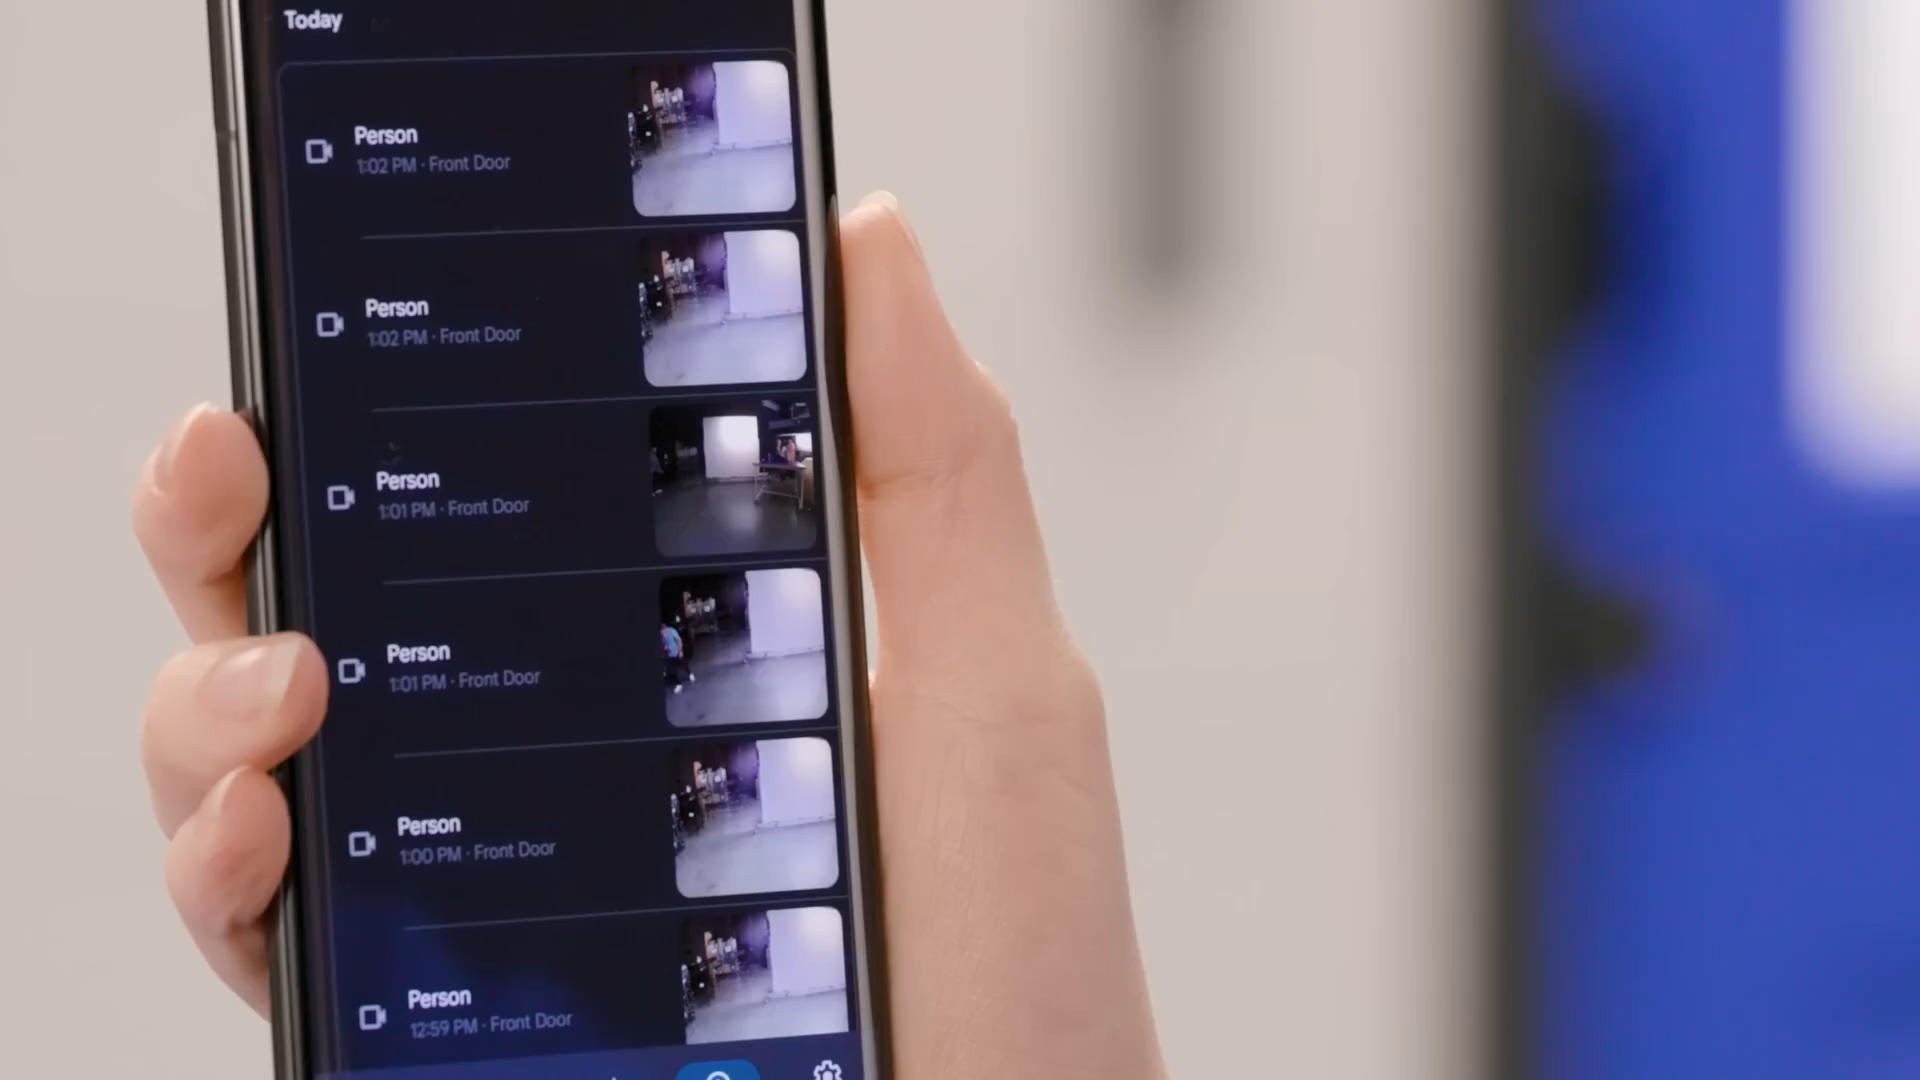 Today
Person
1:02 PM · Front Door
Person
1:02 PM · Front Door
Person
1:01 PM · Front Door
Person
1:01 PM · Front Door
Person
1:00 PM · Front Door
Person
12:59 PM · Front Door